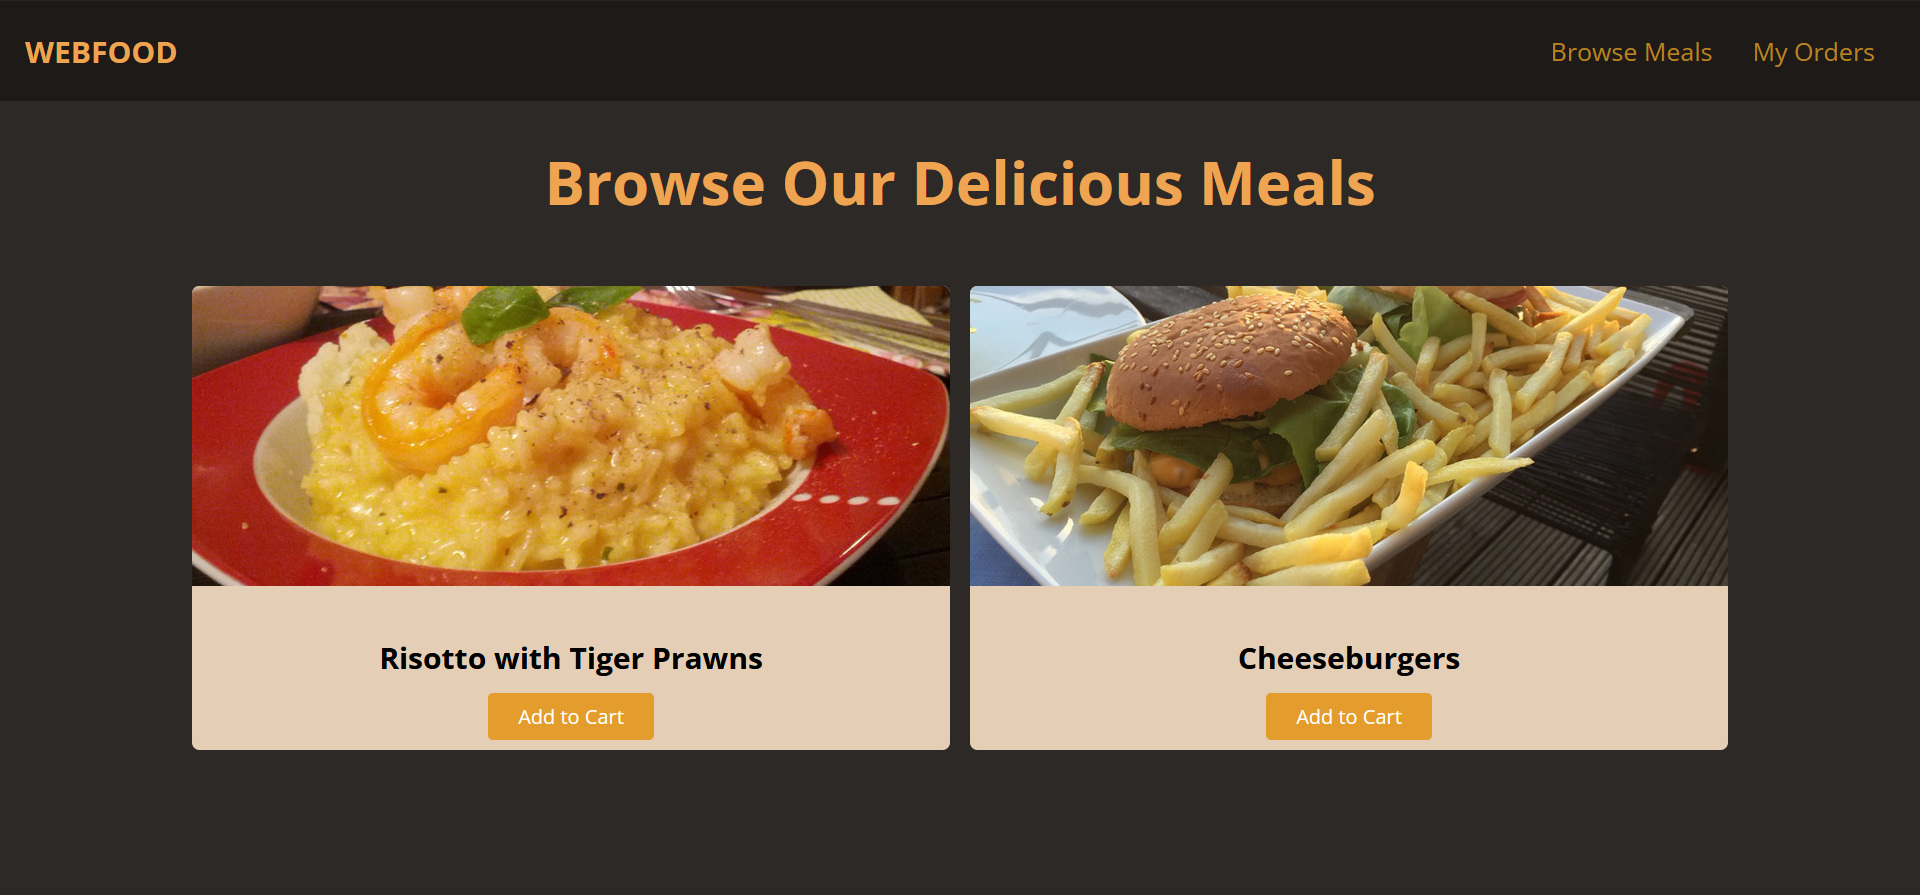 WEBFOOD
Browse Meals
My Orders
Browse Our Delicious Meals
Risotto with Tiger Prawns
Add to Cart
Cheeseburgers
Add to Cart